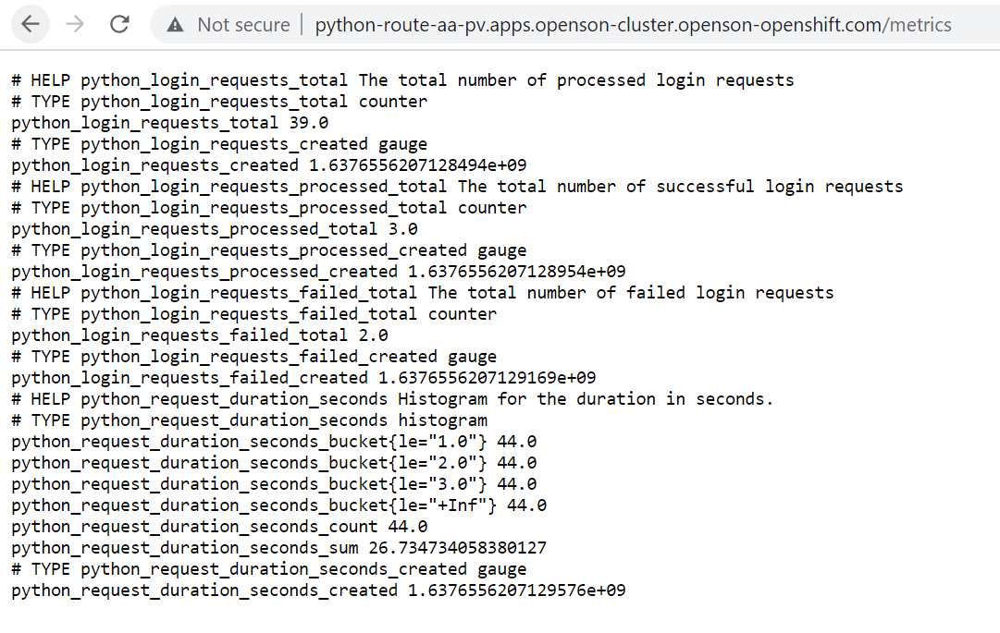 Not secure | python-route-aa-pv.apps.openson-cluster.openson-openshift.com/metrics
# HELP python_login_requests_total The total number of processed login requests
# TYPE python_login_requests_total counter
python_login_requests_total 39.0
# TYPE python_login_requests_created gauge
python_login_requests_created 1.6376556207128494e+09
# HELP python_login_requests_processed_total The total number of successful login requests
# TYPE python_login_requests_processed_total counter
python_login_requests_processed_total 3.0
# TYPE python_login_requests_processed_created gauge
python_login_requests_processed_created 1.6376556207128954e+09
# HELP python_login_requests_failed_total The total number of failed login requests
# TYPE python_login_requests_failed_total counter
python_login_requests_failed_total 2.0
# TYPE python_login_requests_failed_created gauge
python_login_requests_failed_created 1.6376556207129169e+09
# HELP python_request_duration_seconds Histogram for the duration in seconds.
# TYPE python_request_duration_seconds histogram
python_request_duration_seconds_bucket{le="1.0"} 44.0
python_request_duration_seconds_bucket{le="2.0"} 44.0
python_request_duration_seconds_bucket{le="3.0"} 44.0
python_request_duration_seconds_bucket{le="+Inf"} 44.0
python_request_duration_seconds_count 44.0
python_request_duration_seconds_sum 26.734734058380127
# TYPE python_request_duration_seconds_created gauge
python_request_duration_seconds_created 1.6376556207129576e+09